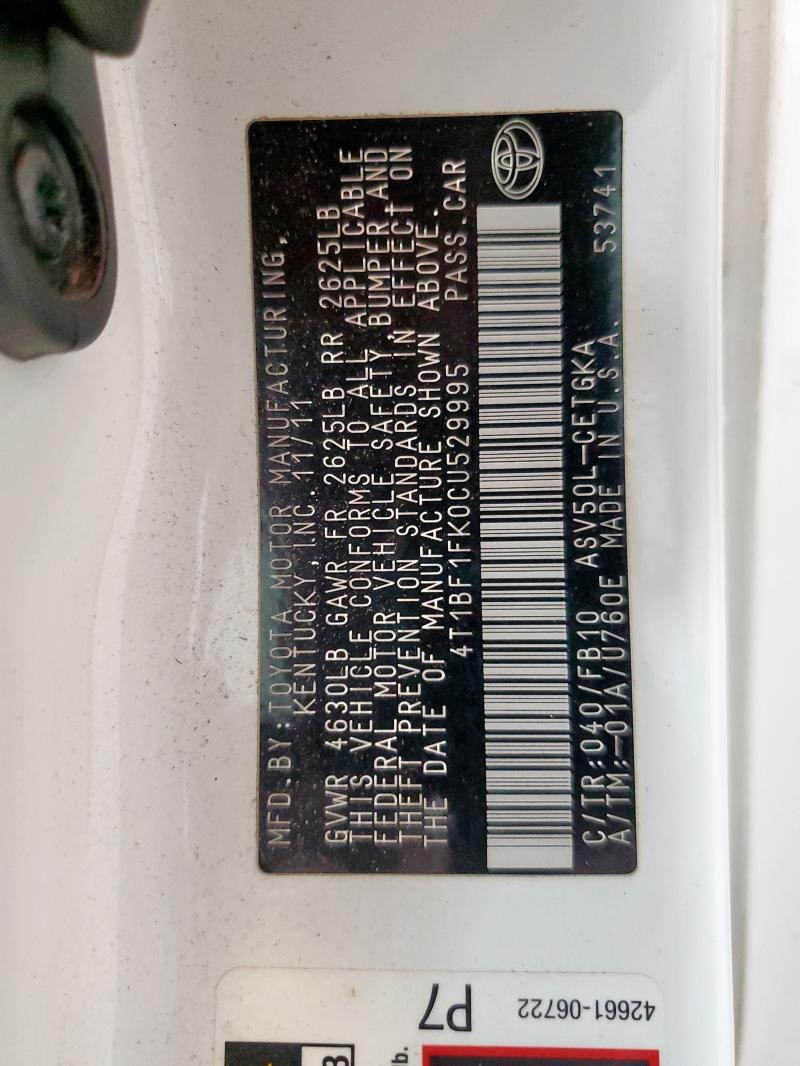 MFD.BY:TOYOTA MOTOR MANUFACTURING,
KENTUCKY, INC. 11/11
GVWR 4630LB GAWR FR 2625LB RR 2625LB
THIS VEHICLE CONFORMS TO ALL APPLICABLE
FEDERAL MOTOR VEHICLE SAFETY, BUMPER AND
THEFT PREVENTION STANDARDS IN EFFECT ON
THE DATE OF MANUFACTURE SHOWN ABOVE.
4T1BF1FK0CU529995 PASS.CAR
C/TR:040/FB10 ASV50L-CETGKA 53741
A/TM:-01A/U760E MADE IN U.S.A.
P7
42661-06722